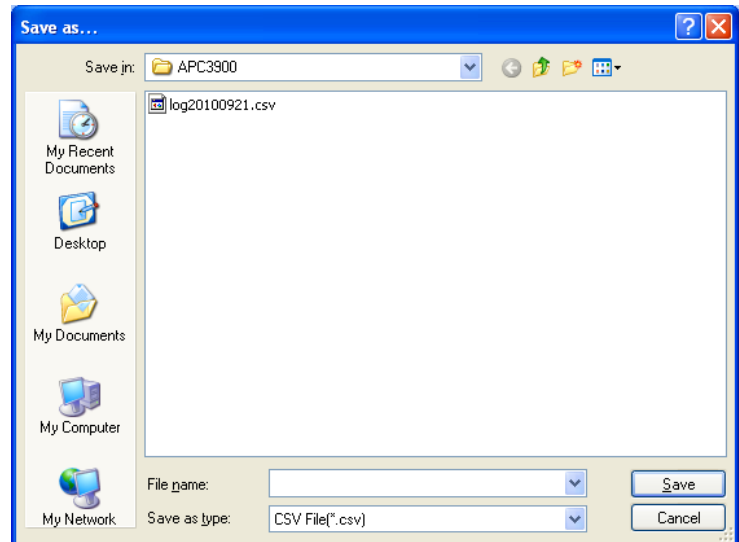 Save as...
Save in:
APC3900
log20100921.csv
My Recent
Documents
Desktop
My Documents
My Computer
My Network
File name:
Save
Save as type:
CSV File(*.csv)
Cancel